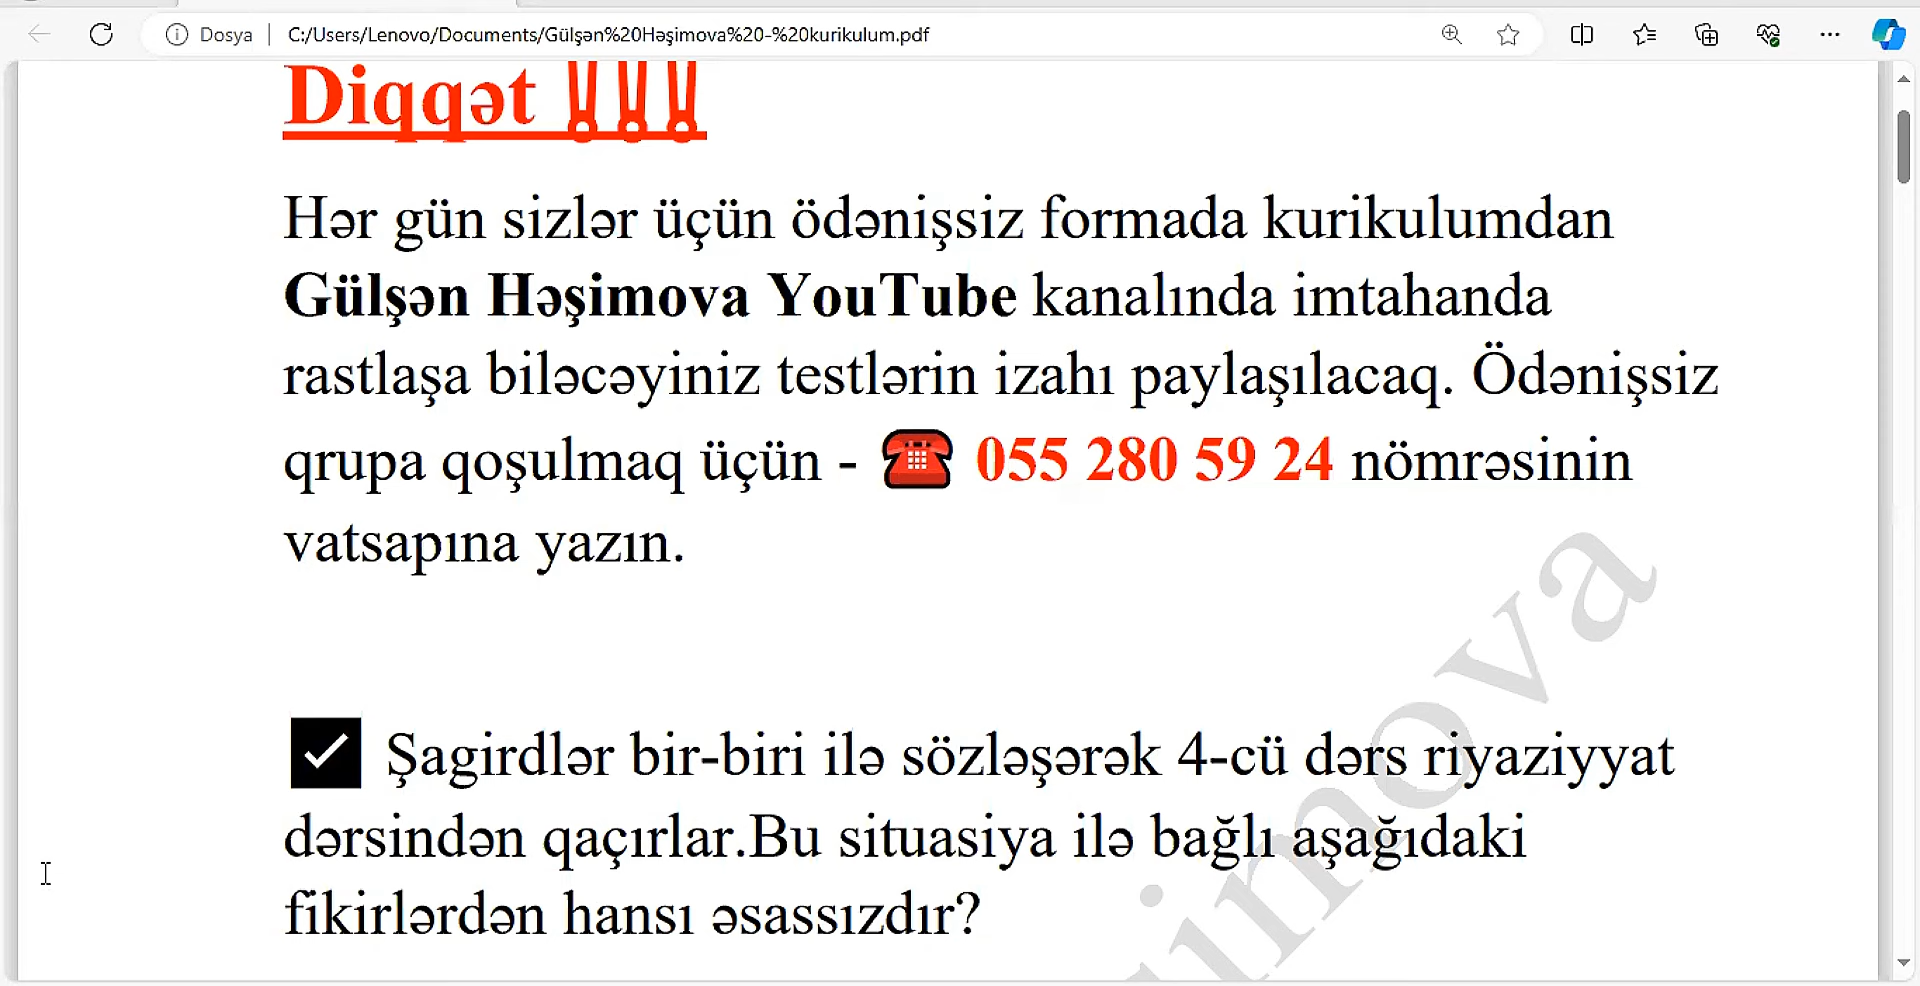 Dosya C:/Users/Lenovo/Documents/Gülşən%20Həşimova%20-%20kurikulum.pdf
Diqqət !!!
Hər gün sizlər üçün ödənişsiz formada kurikulumdan
Gülşən Həşimova YouTube kanalında imtahanda
rastlaşa biləcəyiniz testlərin izahı paylaşılacaq. Ödənişsiz
qrupa qoşulmaq üçün - ☎ 055 280 59 24 nömrəsinin
vatsapına yazın.
Şagirdlər bir-biri ilə sözləşərək 4-cü dərs riyaziyyat
dərsindən qaçırlar.Bu situasiya ilə bağlı aşağıdaki
fikirlərdən hansı əsassızdır?